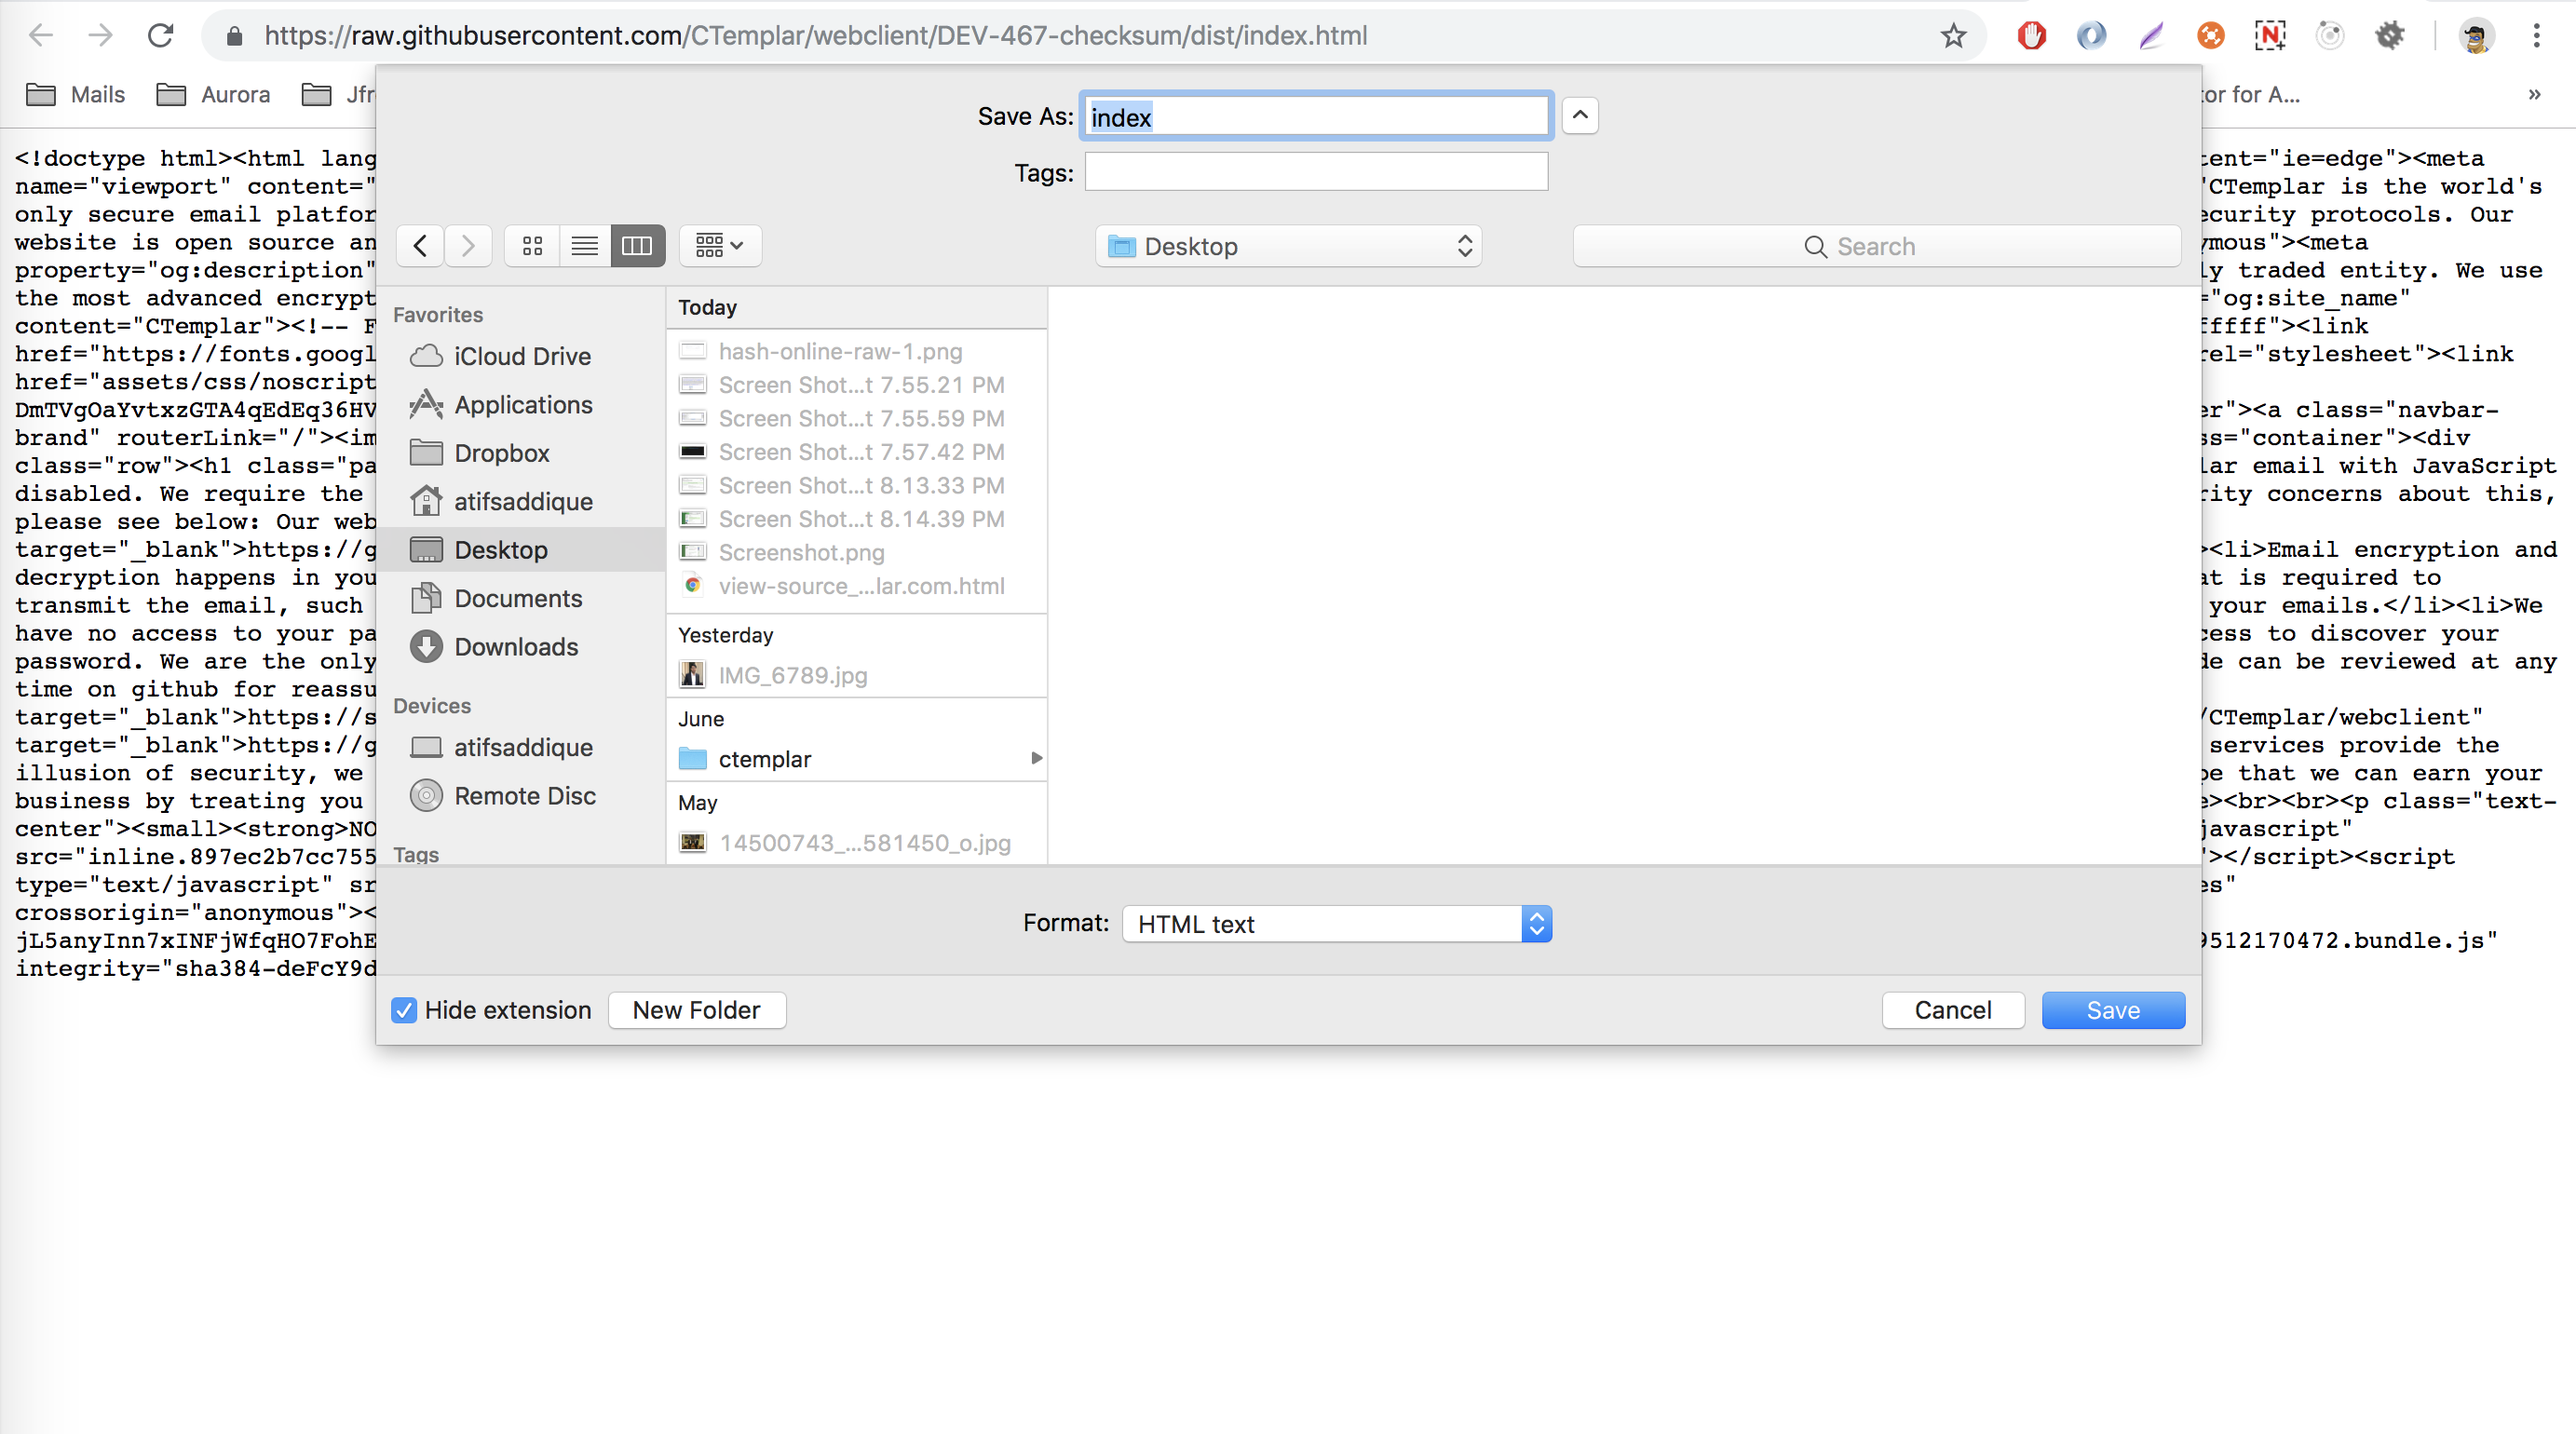 https://raw.githubusercontent.com/CTemplar/webclient/DEV-467-checksum/dist/index.html
Mails
Aurora
Jfr
tor for A...
»
Save As: index
Tags:
Desktop
Search
Favorites
iCloud Drive
Applications
Dropbox
atifsaddique
Desktop
Documents
Downloads
Devices
atifsaddique
Remote Disc
Tags
Today
hash-online-raw-1.png
Screen Shot...t 7.55.21 PM
Screen Shot...t 7.55.59 PM
Screen Shot...t 7.57.42 PM
Screen Shot...t 8.13.33 PM
Screen Shot...t 8.14.39 PM
Screenshot.png
view-source_...lar.com.html
Yesterday
IMG_6789.jpg
June
ctemplar
May
14500743_...581450_o.jpg
Format: HTML text
Hide extension
New Folder
Cancel
Save
<!doctype html><html lang
name="viewport" content="
only secure email platfor
website is open source an
property="og:description"
the most advanced encrypt
content="CTemplar"><!-- F
href="https://fonts.googl
href="assets/css/noscript
DmTVgOaYvtxzGTA4qEdEq36HV
brand" routerLink="/"><im
class="row"><h1 class="pa
disabled. We require the
please see below: Our web
target="_blank">https://g
decryption happens in you
transmit the email, such
have no access to your pa
password. We are the only
time on github for reassu
target="_blank">https://s
target="_blank">https://g
illusion of security, we
business by treating you
center"><small><strong>NO
src="inline.897ec2b7cc755
type="text/javascript" sr
crossorigin="anonymous"><
jL5anyInn7xINFjWfqHO7FohE
integrity="sha384-deFcY9d
tent="ie=edge"><meta
"CTemplar is the world's
ecurity protocols. Our
ymous"><meta
ly traded entity. We use
="og:site_name"
fffff"><link
rel="stylesheet"><link
er"><a class="navbar-
ss="container"><div
lar email with JavaScript
rity concerns about this,
><li>Email encryption and
at is required to
your emails.</li><li>We
cess to discover your
de can be reviewed at any
/CTemplar/webclient"
services provide the
pe that we can earn your
e><br><br><p class="text-
javascript"
"></script><script
es"
9512170472.bundle.js"